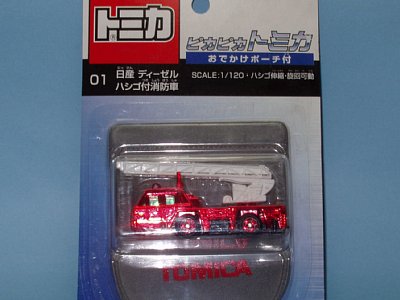 トミカ
ピカピカトミカ
おでかけポーチ付
01 日産 ディーゼル
ハシゴ付消防車
SCALE:1/120・ハシゴ伸縮・旋回可動
TOMICA